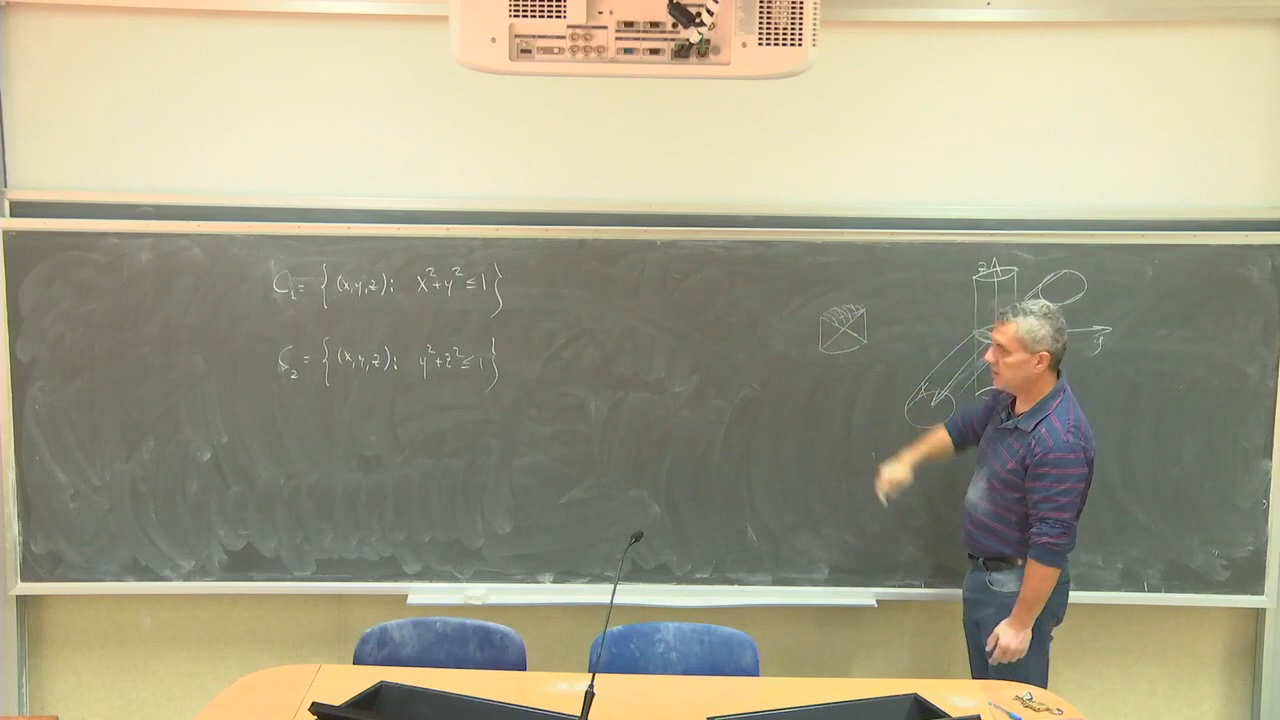 C₁ = { (x,y,z) : x² + y² ≤ 1 }
C₂ = { (x,y,z) : y² + z² ≤ 1 }
z
y
x